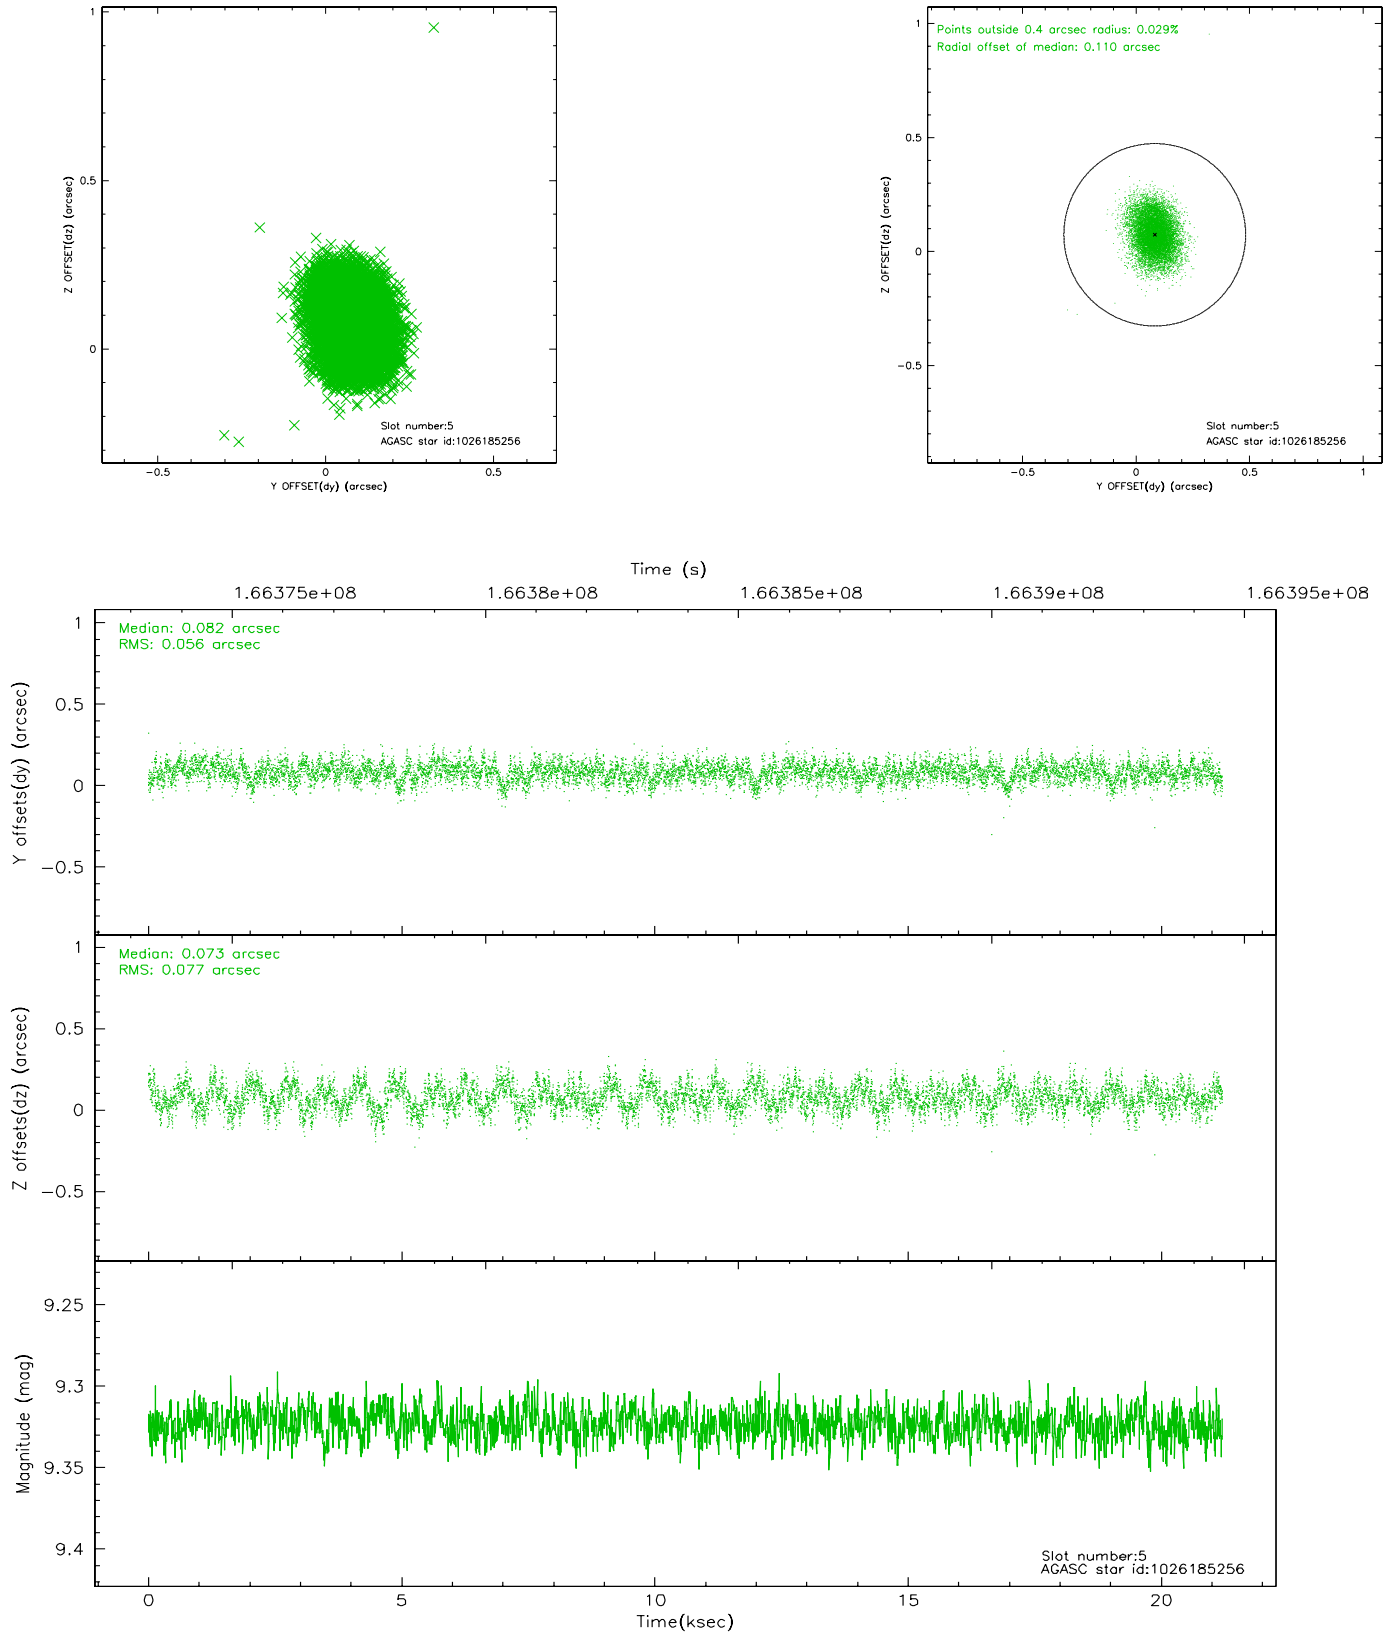 1
0.5
0
−0.5
0
0.5
Z OFFSET(dz) (arcsec)
Y OFFSET(dy) (arcsec)
Slot number:5
AGASC star id:1026185256
Points outside 0.4 arcsec radius: 0.029%
Radial offset of median: 0.110 arcsec
1
0.5
0
−0.5
−0.5
0
0.5
1
Z OFFSET(dz) (arcsec)
Y OFFSET(dy) (arcsec)
Slot number:5
AGASC star id:1026185256
Time (s)
1.66375e+08
1.6638e+08
1.66385e+08
1.6639e+08
1.66395e+08
Median: 0.082 arcsec
RMS: 0.056 arcsec
1
0.5
0
−0.5
Y offsets(dy) (arcsec)
Median: 0.073 arcsec
RMS: 0.077 arcsec
1
0.5
0
−0.5
Z offsets(dz) (arcsec)
9.25
9.3
9.35
9.4
Magnitude (mag)
Slot number:5
AGASC star id:1026185256
0
5
10
15
20
Time(ksec)